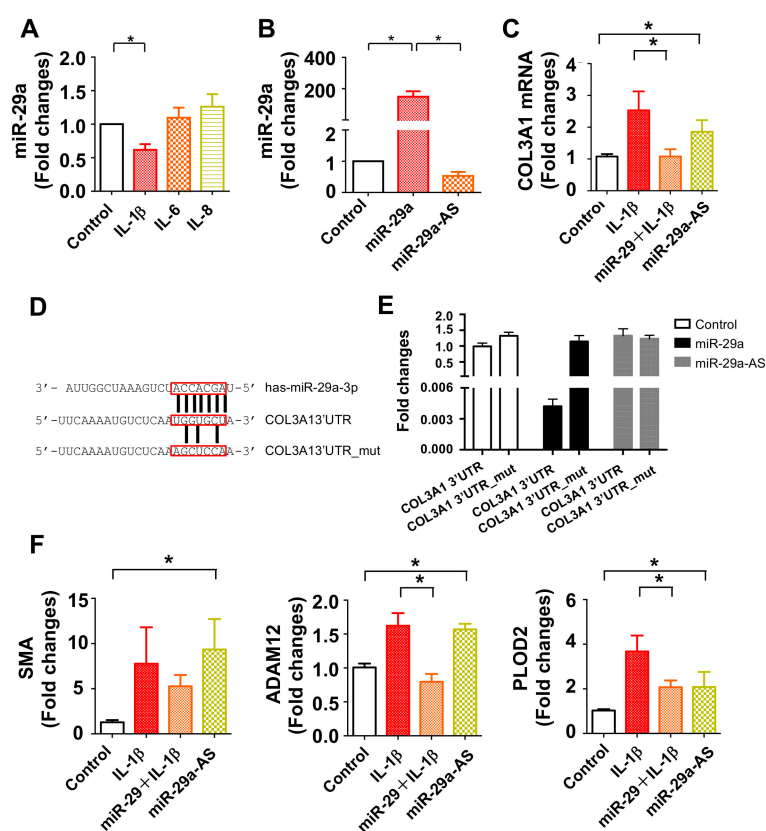 A
miR-29a
(Fold changes)
2.0
1.5
1.0
0.5
0.0
*
Control
IL-1β
IL-6
IL-8
B
miR-29a
(Fold changes)
400
200
2
1
0
*
*
Control
miR-29a
miR-29a-AS
C
COL3A1 mRNA
(Fold changes)
4
3
2
1
0
*
*
Control
IL-1β
miR-29+IL-1β
miR-29a-AS
D
3′- AUUGGCUAAAGUCUACCACGAU-5′ has-miR-29a-3p
5′-UUCAAAAUGUCUCAAUGGUGCUA-3′ COL3A13′UTR
5′-UUCAAAAUGUCUCAAAGCUCCAA-3′ COL3A13′UTR_mut
E
Fold changes
1.5
1.0
0.5
0.006
0.003
0.000
COL3A1 3′UTR
COL3A1 3′UTR_mut
COL3A1 3′UTR
COL3A1 3′UTR_mut
COL3A1 3′UTR
COL3A1 3′UTR_mut
Control
miR-29a
miR-29a-AS
F
SMA
(Fold changes)
15
10
5
0
*
Control
IL-1β
miR-29+IL-1β
miR-29a-AS
ADAM12
(Fold changes)
2.0
1.5
1.0
0.5
0.0
*
*
Control
IL-1β
miR-29+IL-1β
miR-29a-AS
PLOD2
(Fold changes)
6
4
2
0
*
*
Control
IL-1β
miR-29+IL-1β
miR-29a-AS